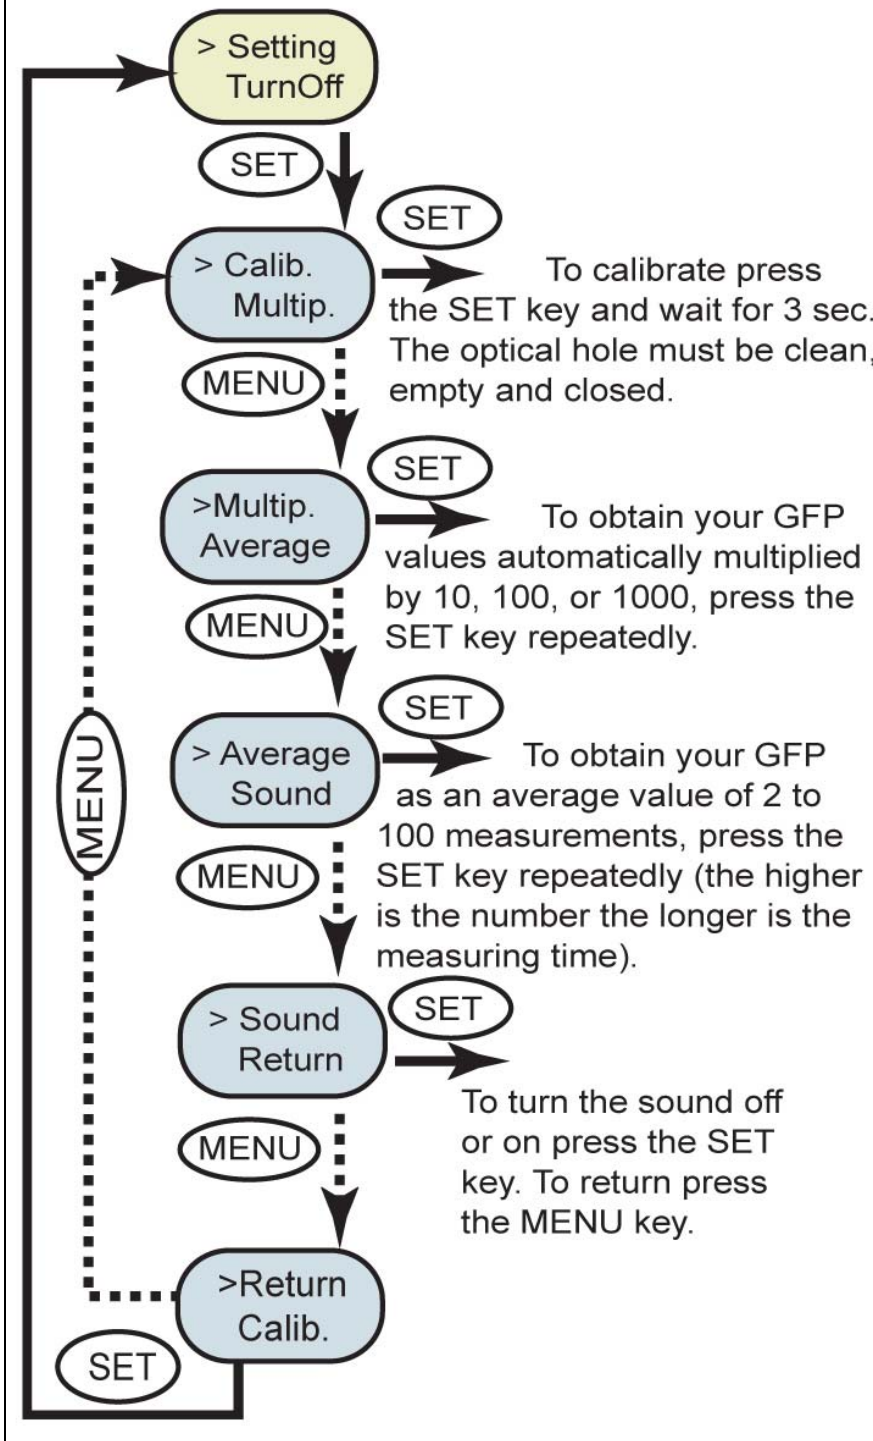 > Setting
TurnOff
SET
SET
> Calib.
Multip.
To calibrate press
the SET key and wait for 3 sec.
The optical hole must be clean,
empty and closed.
MENU
SET
>Multip.
Average
To obtain your GFP
values automatically multiplied
by 10, 100, or 1000, press the
SET key repeatedly.
MENU
SET
> Average
Sound
To obtain your GFP
as an average value of 2 to
100 measurements, press the
SET key repeatedly (the higher
is the number the longer is the
measuring time).
MENU
MENU
SET
> Sound
Return
To turn the sound off
or on press the SET
key. To return press
the MENU key.
MENU
>Return
Calib.
SET